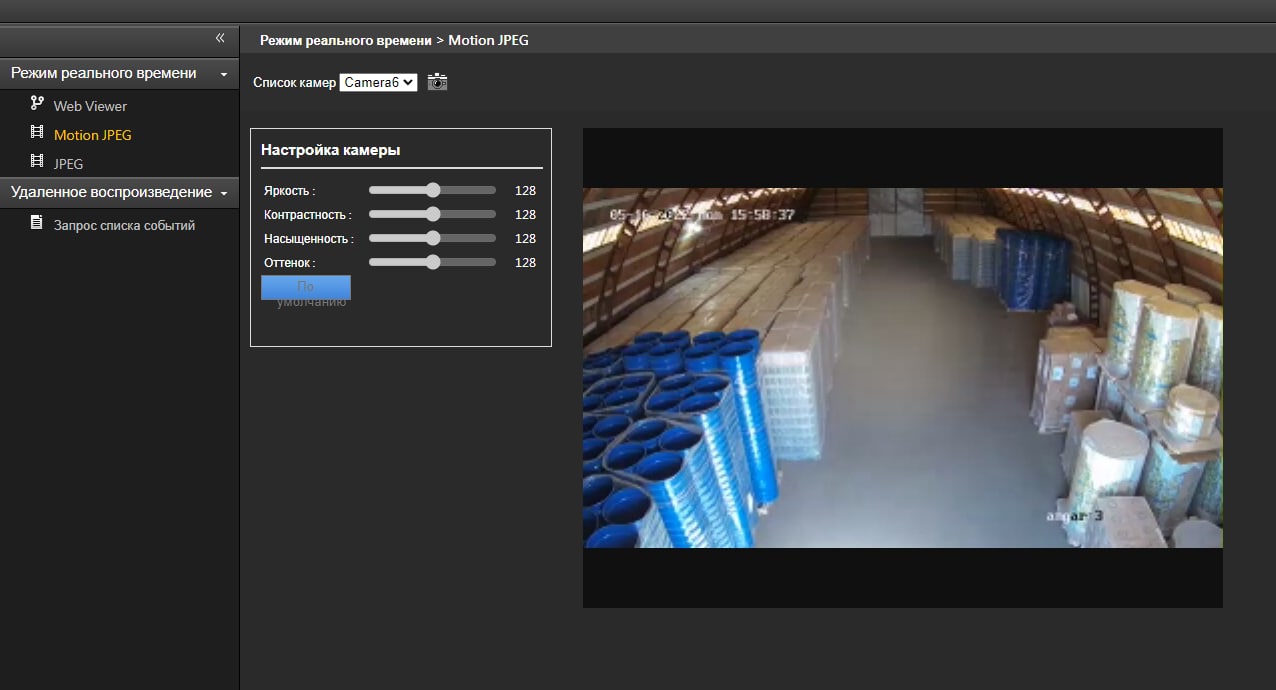 Режим реального времени > Motion JPEG
Режим реального времени
Список камер Camera6
Web Viewer
Motion JPEG
JPEG
Удаленное воспроизведение
Запрос списка событий
Настройка камеры
Яркость : 128
Контрастность : 128
Насыщенность : 128
Оттенок : 128
По
умолчанию
05-16-2022 пон 15:58:37
angar-3